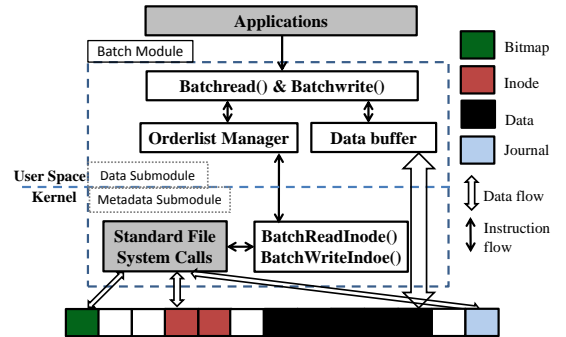 Applications
Batch Module
Batchread() & Batchwrite()
Orderlist Manager
Data buffer
User Space
Data Submodule
Kernel
Metadata Submodule
Standard File
System Calls
BatchReadInode()
BatchWriteIndoe()
Bitmap
Inode
Data
Journal
Data flow
Instruction
flow